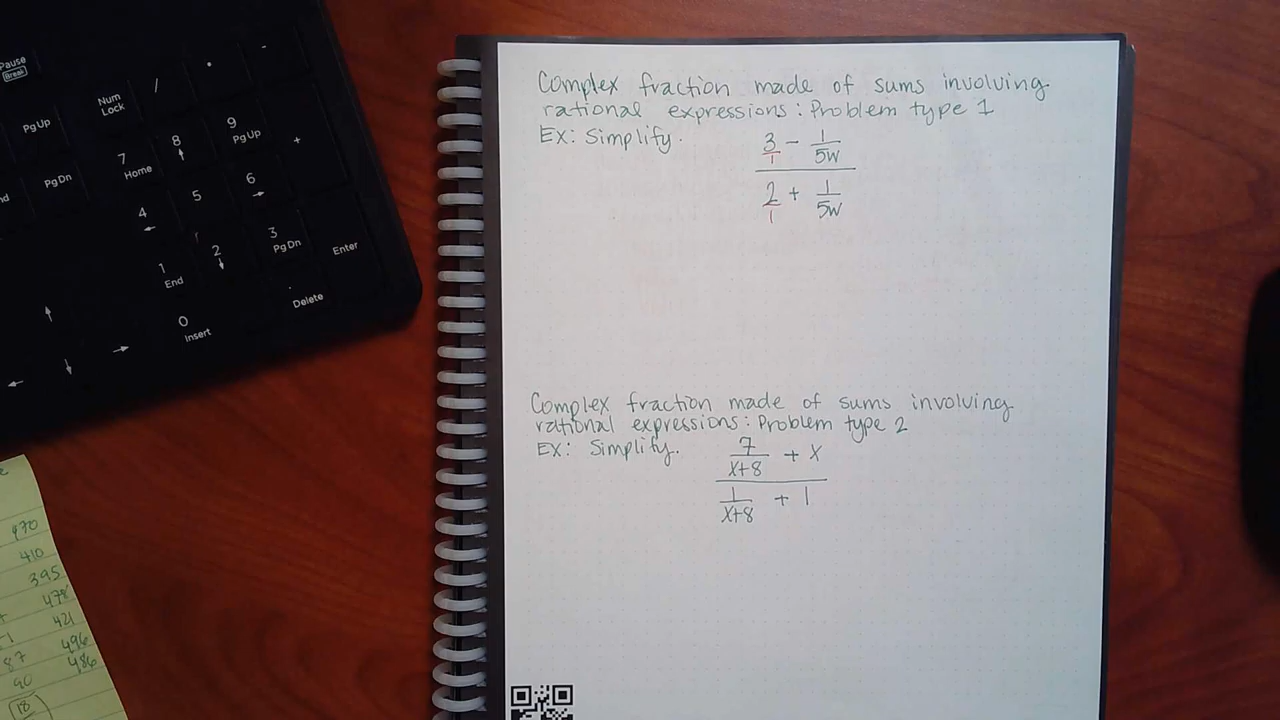 Pause
Break
Num
Lock
/
.
-
PgUp
7
Home
8
9
PgUp
+
PgDn
4
5
6
1
End
2
3
PgDn
Enter
0
Insert
.
Delete
Complex fraction made of sums involving
rational expressions: Problem type 1
Ex: Simplify.
3/1 - 1/5w
2/1 + 1/5w
Complex fraction made of sums involving
rational expressions: Problem type 2
Ex: Simplify.
7/x+8 + x
1/x+8 + 1
410
395
478
421
87 496
90 486
18